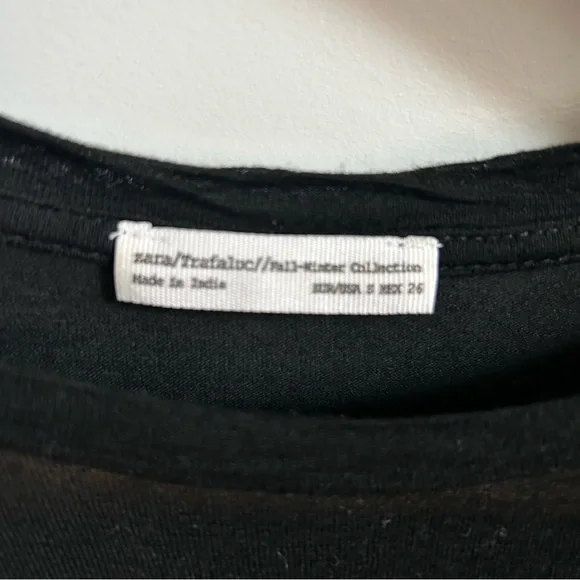 zara/Trafaluc//Fall-Winter Collection
Made in India EUR/USA S MEX 26